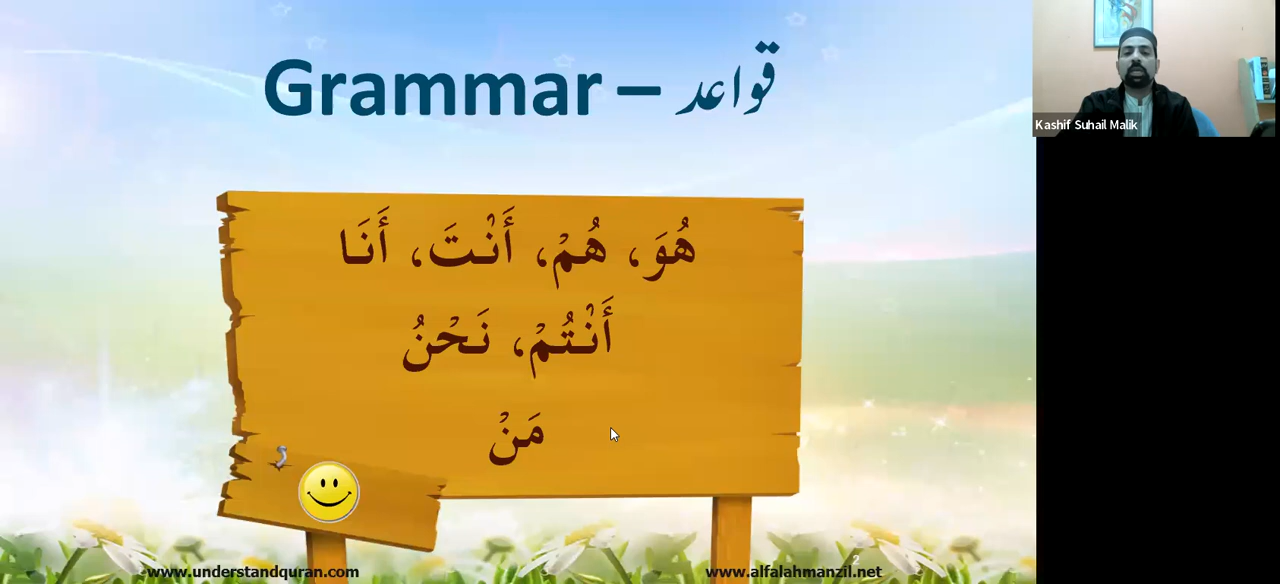 Grammar – قواعد
Kashif Suhail Malik
هُوَ، هُمْ، أَنْتَ، أَنَا
أَنْتُمْ، نَحْنُ
مَنْ
www.understandquran.com
www.alfalahmanzil.net